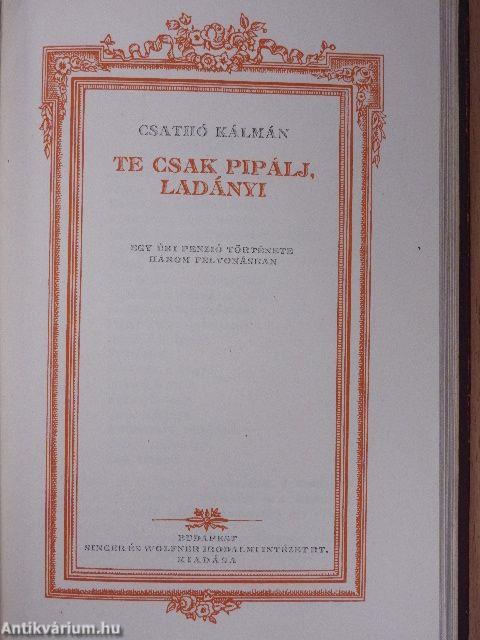 CSATHÓ KÁLMÁN
TE CSAK PIPÁLJ,
LADÁNYI
EGY ÚRI PENZIÓ TÖRTÉNETE
HÁROM FELVONÁSBAN
BUDAPEST
SINGER ÉS WOLFNER IRODALMI INTÉZET RT.
KIADÁSA
Antikvárium.hu